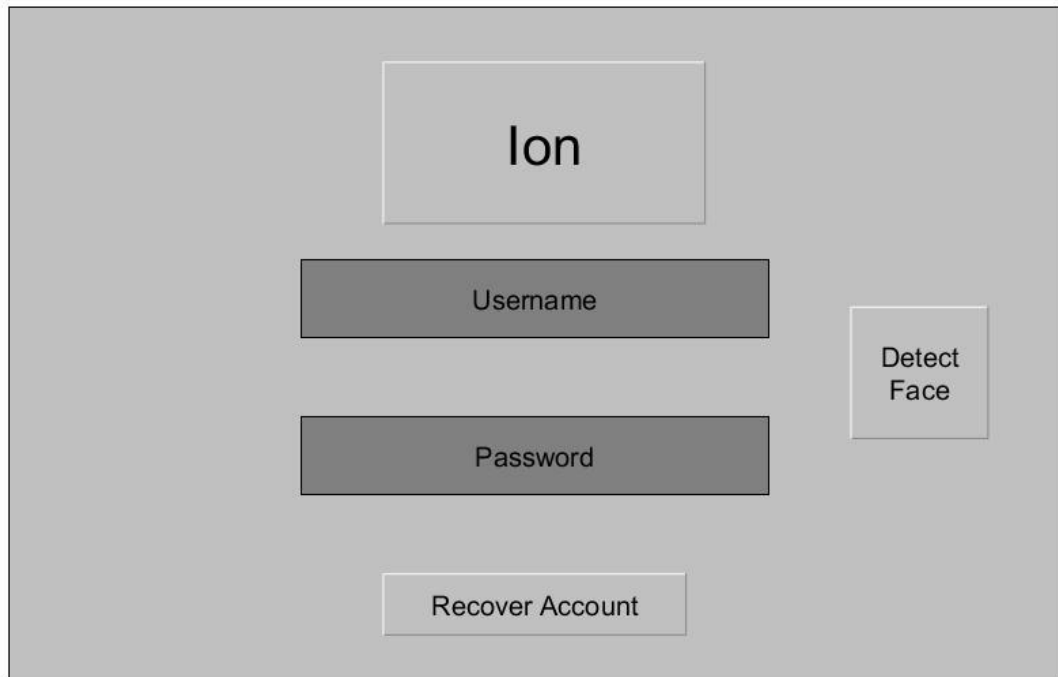 Ion
Username
Detect
Face
Password
Recover Account